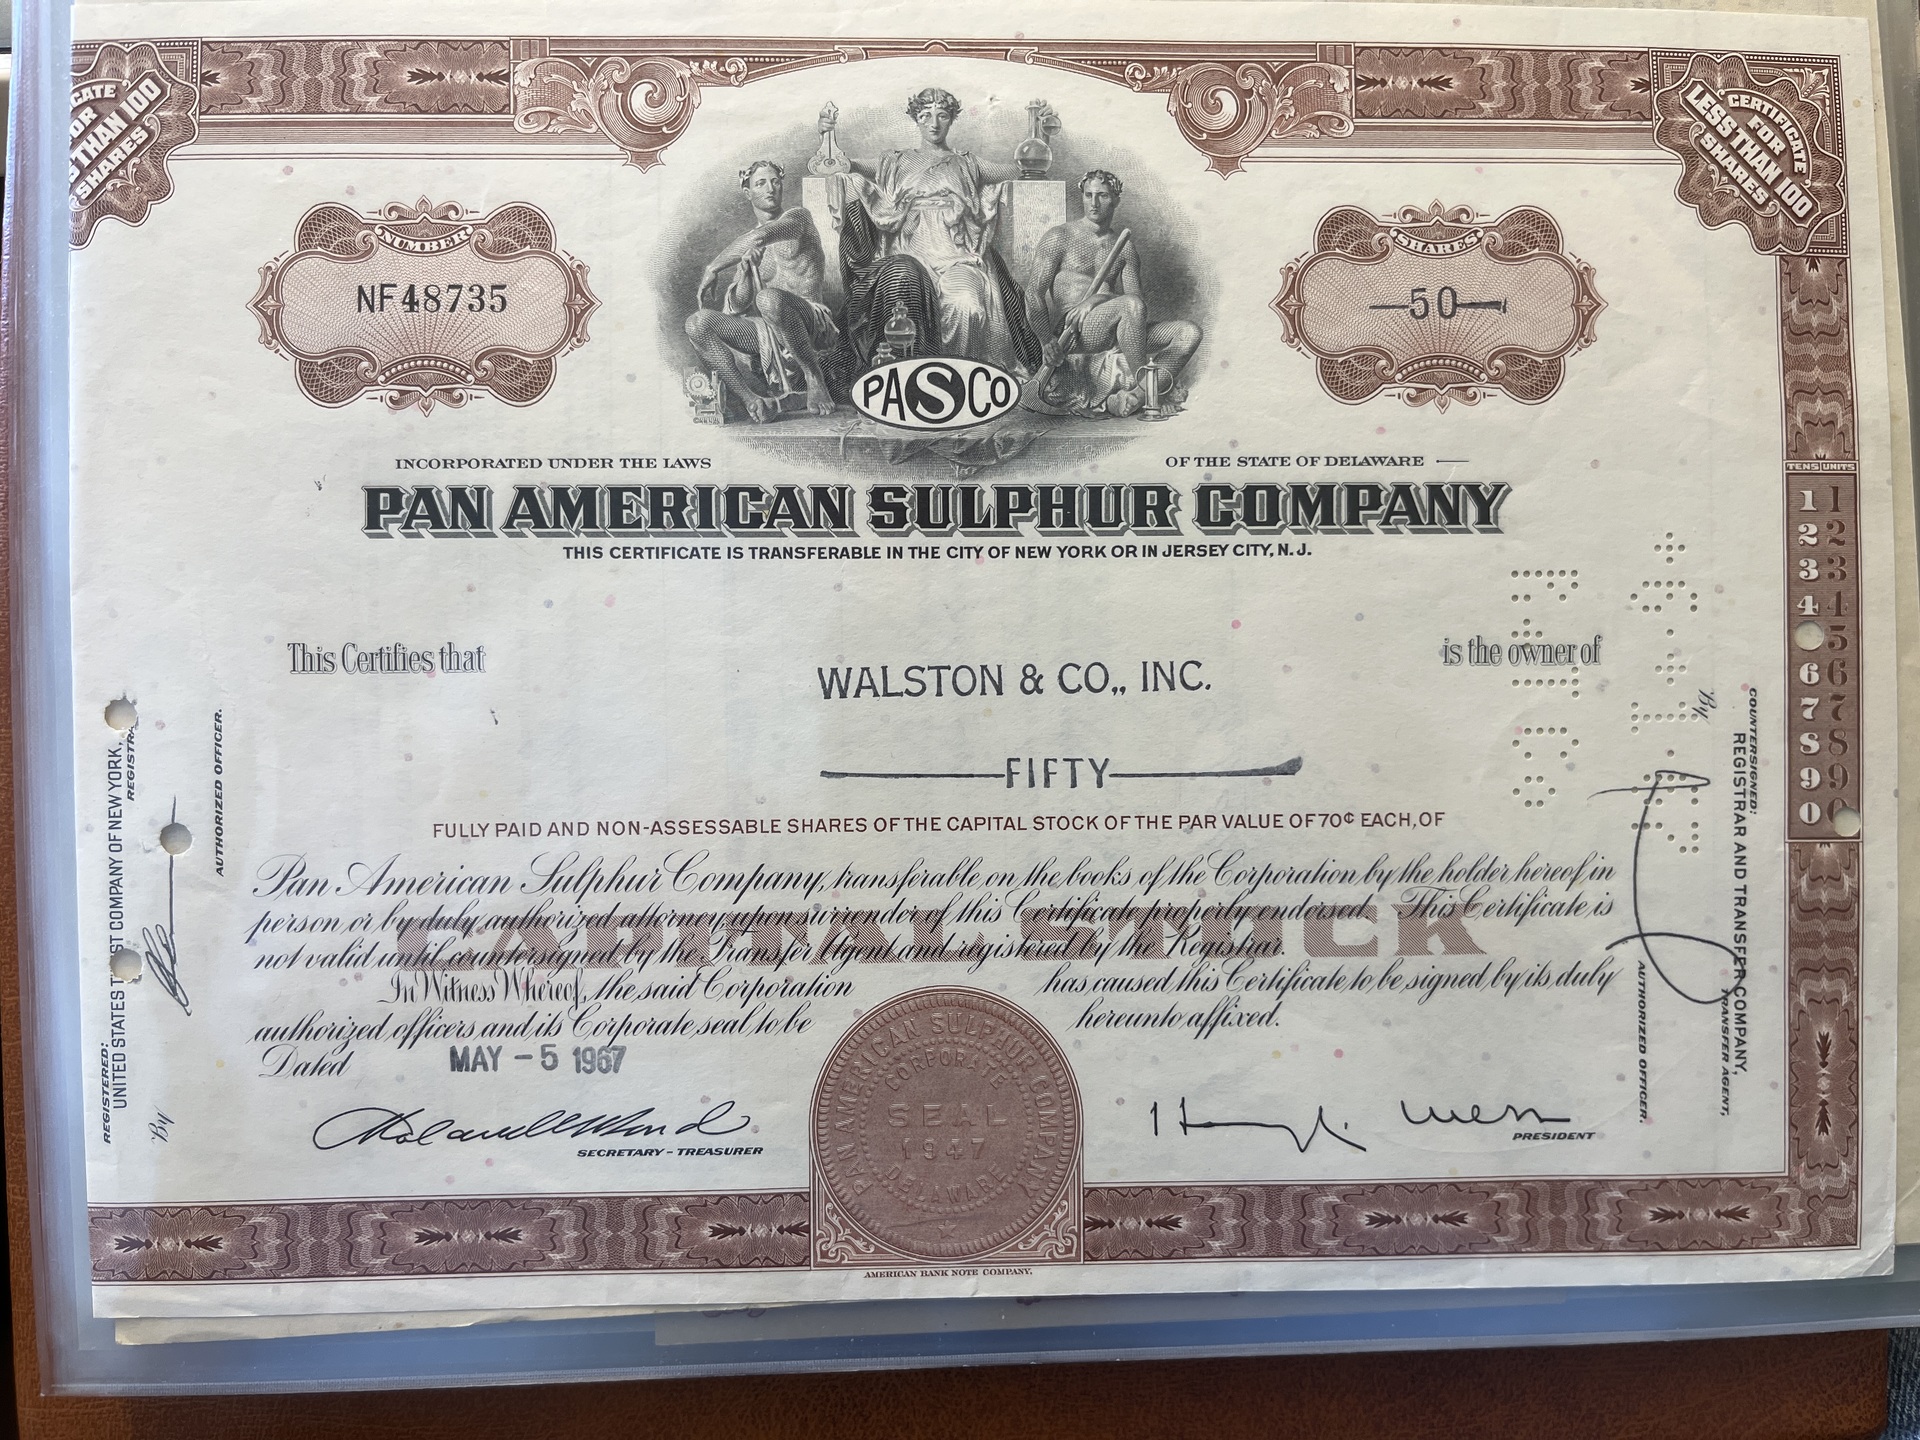 CATE
OR
S THAN 100
SHARES
CERTIFICATE
FOR
LESS THAN 100
SHARES
NUMBER
NF48735
SHARES
—50—
PASCO
INCORPORATED UNDER THE LAWS OF THE STATE OF DELAWARE
PAN AMERICAN SULPHUR COMPANY
THIS CERTIFICATE IS TRANSFERABLE IN THE CITY OF NEW YORK OR IN JERSEY CITY, N.J.
This Certifies that
is the owner of
WALSTON & CO,, INC.
—FIFTY—
FULLY PAID AND NON-ASSESSABLE SHARES OF THE CAPITAL STOCK OF THE PAR VALUE OF 70¢ EACH, OF
Pan American Sulphur Company, transferable on the books of the Corporation by the holder hereof in
person or by duly authorized attorney, upon surrender of this Certificate properly endorsed. This Certificate is
not valid until countersigned by the Transfer Agent and registered by the Registrar.
CAPITAL STOCK
In Witness Whereof, the said Corporation has caused this Certificate to be signed by its duly
authorized officers and its Corporate seal to be hereunto affixed.
Dated MAY - 5 1967
SECRETARY - TREASURER
PRESIDENT
PAN AMERICAN SULPHUR COMPANY
CORPORATE
SEAL
1947
DELAWARE
AMERICAN BANK NOTE COMPANY.
REGISTERED:
UNITED STATES T ST COMPANY OF NEW YORK,
REGISTRA
By
AUTHORIZED OFFICER.
COUNTERSIGNED:
REGISTRAR AND TRANSFER COMPANY,
TRANSFER AGENT,
By
AUTHORIZED OFFICER.
TENS UNITS
1 1
2 2
3 3
4 4
5
6 6
7 7
8 8
9 9
0 0